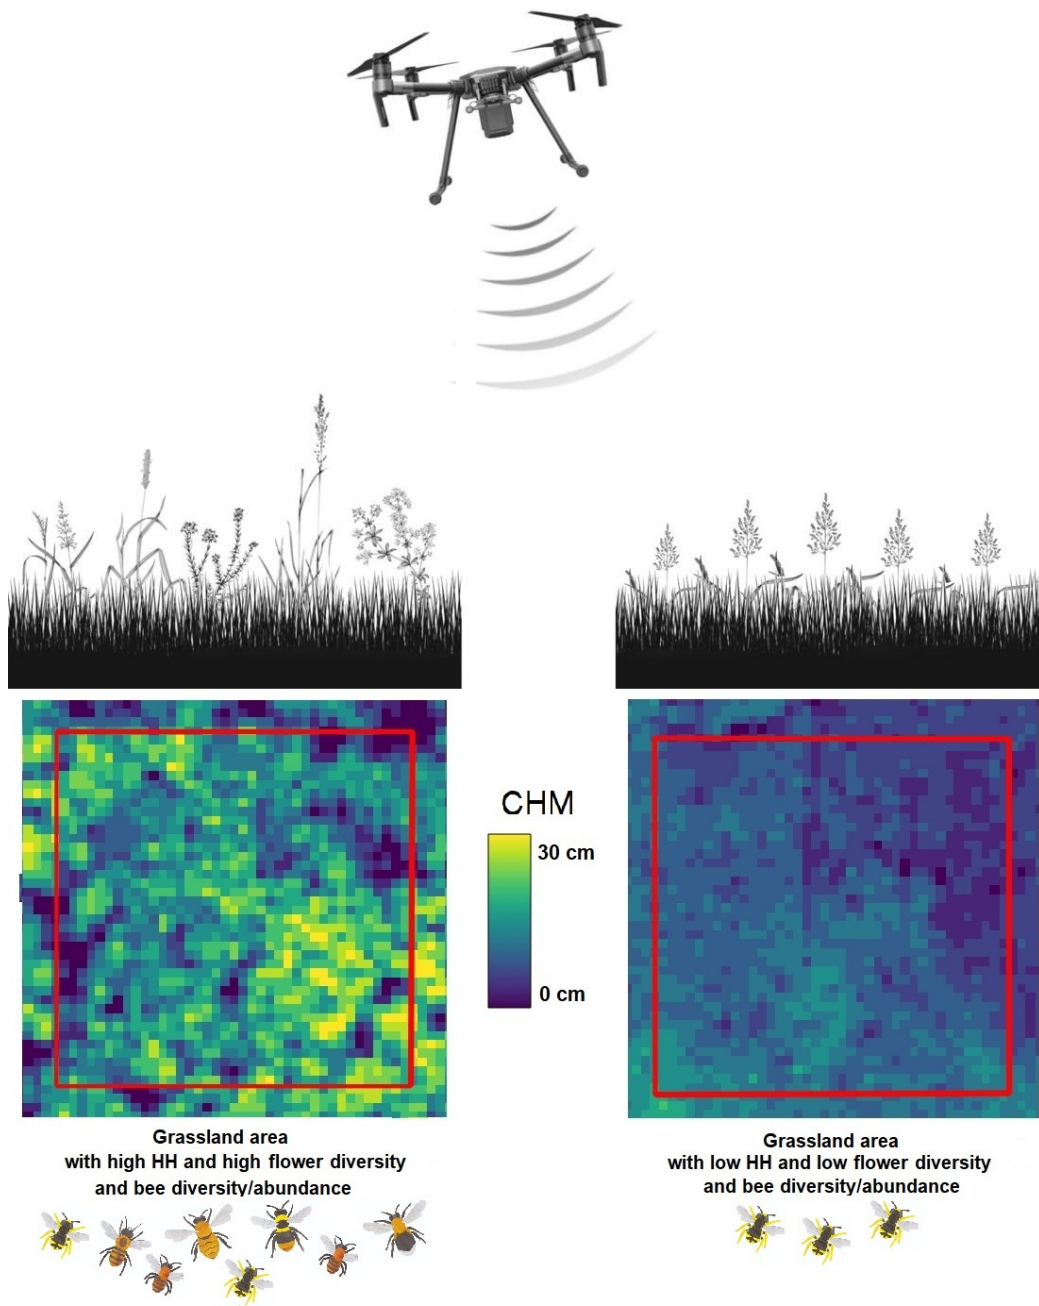 CHM
30 cm
0 cm
Grassland area
with high HH and high flower diversity
and bee diversity/abundance
Grassland area
with low HH and low flower diversity
and bee diversity/abundance